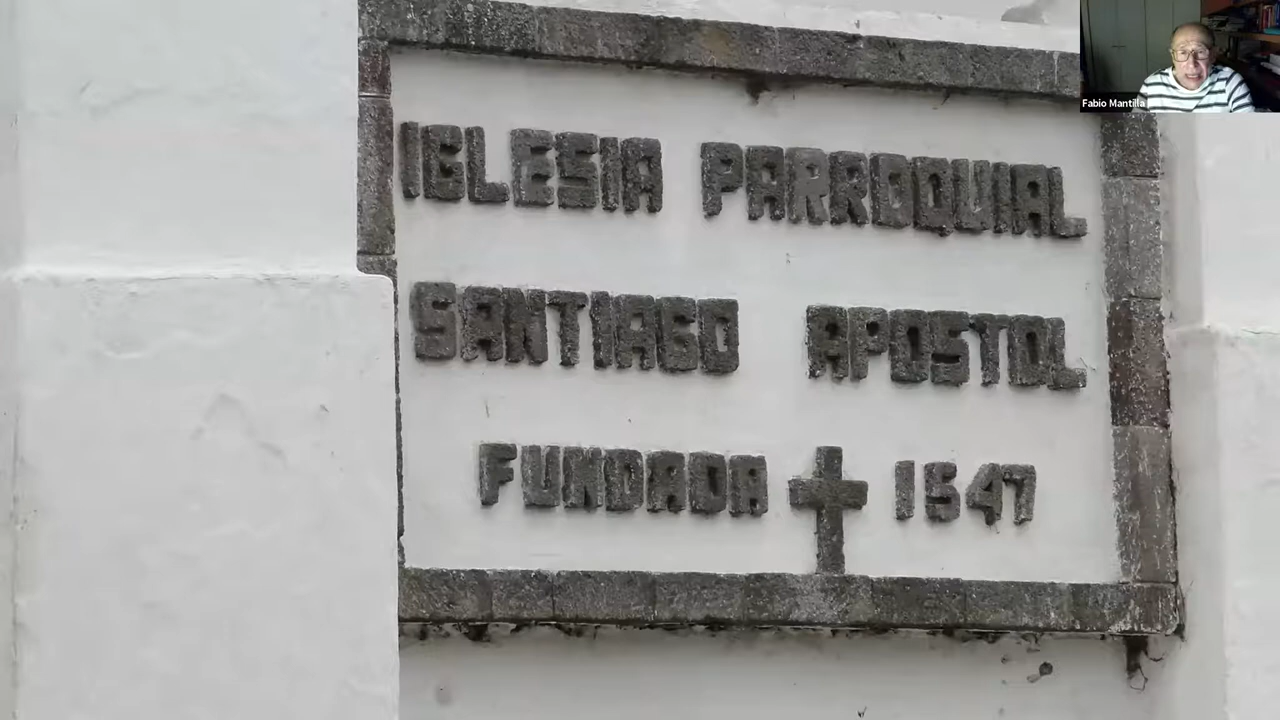 Fabio Mantilla
IGLESIA PARROQUIAL
SANTIAGO APOSTOL
FUNDADA 1547